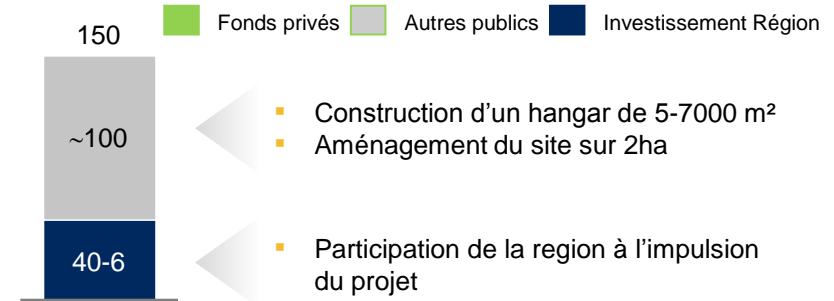 Fonds privés Autres publics Investissement Région
150
~100
Construction d’un hangar de 5-7000 m²
Aménagement du site sur 2ha
40-6
Participation de la region à l’impulsion
du projet